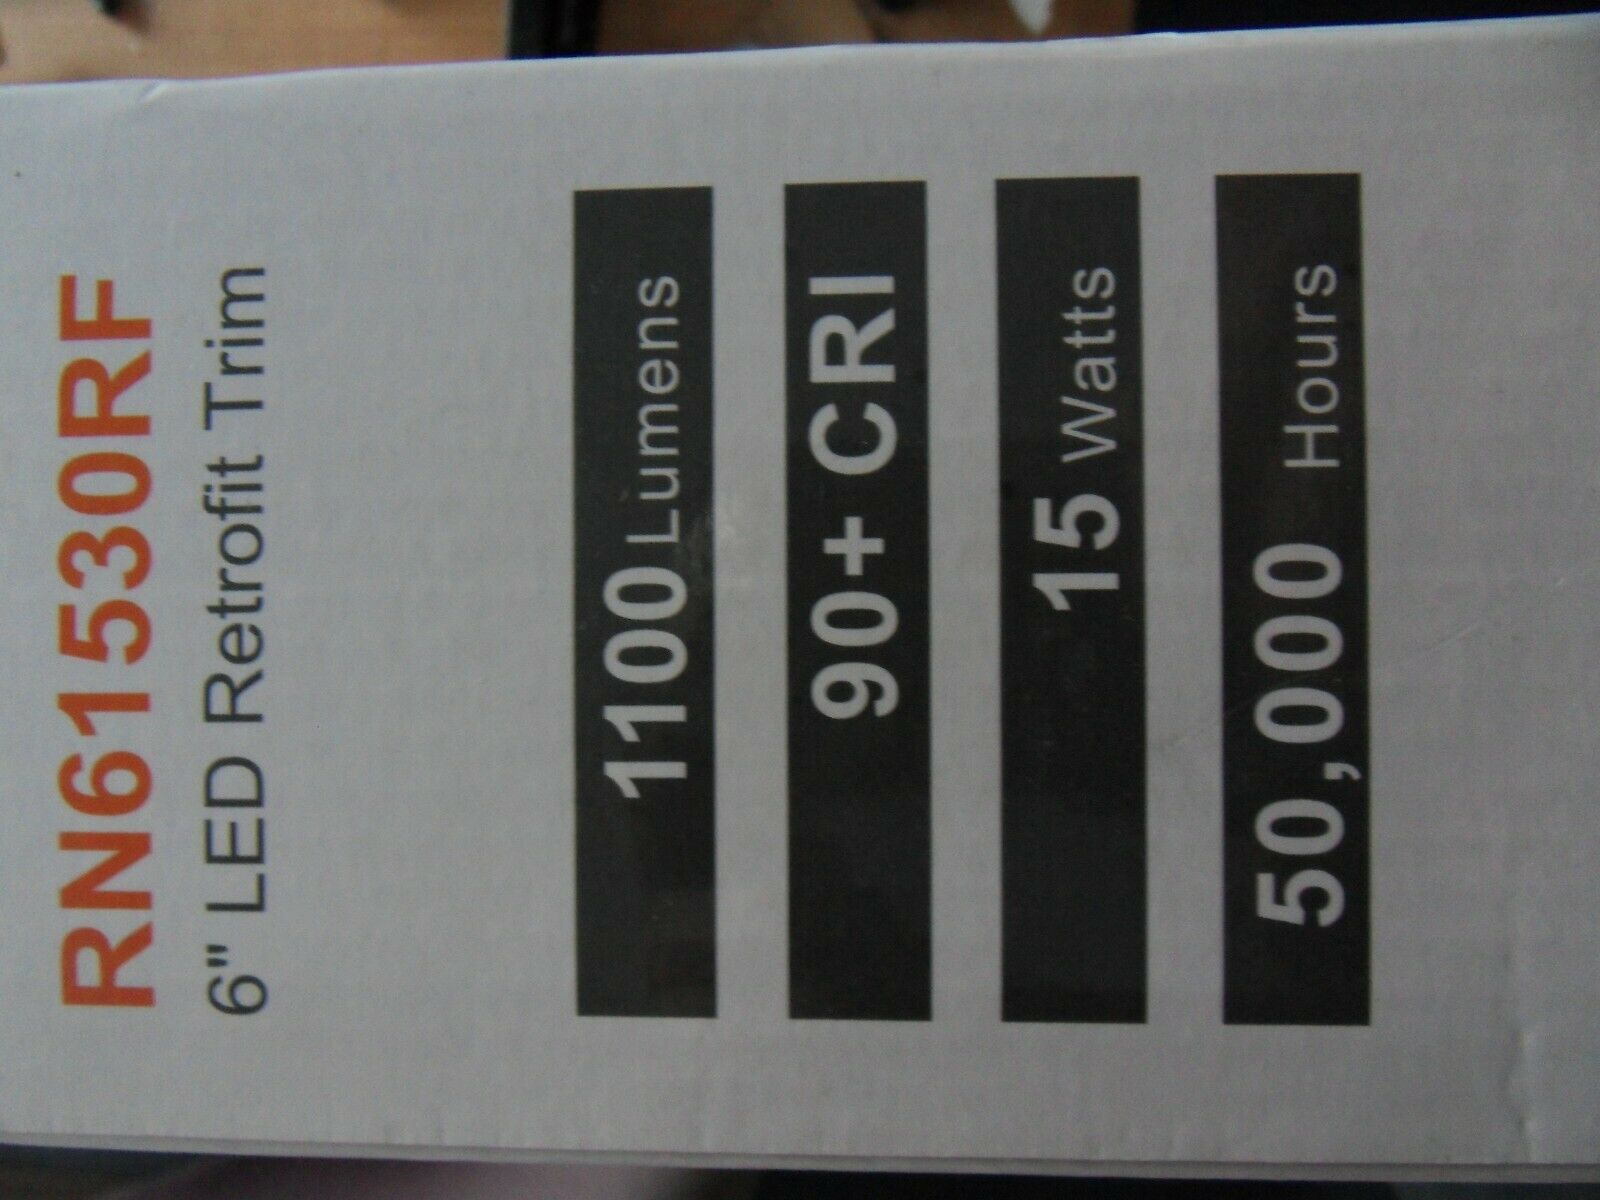 RN61530RF
6" LED Retrofit Trim
1100 Lumens
90+ CRI
15 Watts
50,000 Hours